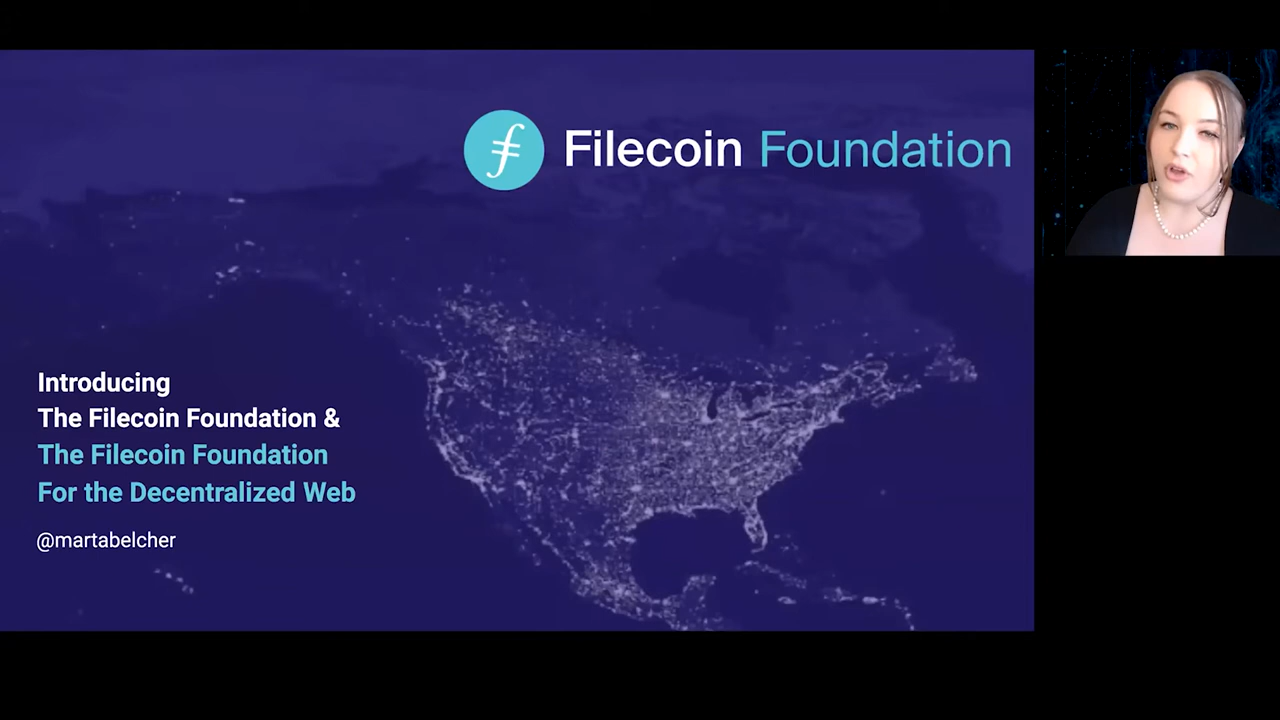 Filecoin Foundation
Introducing
The Filecoin Foundation &
The Filecoin Foundation
For the Decentralized Web
@martabelcher